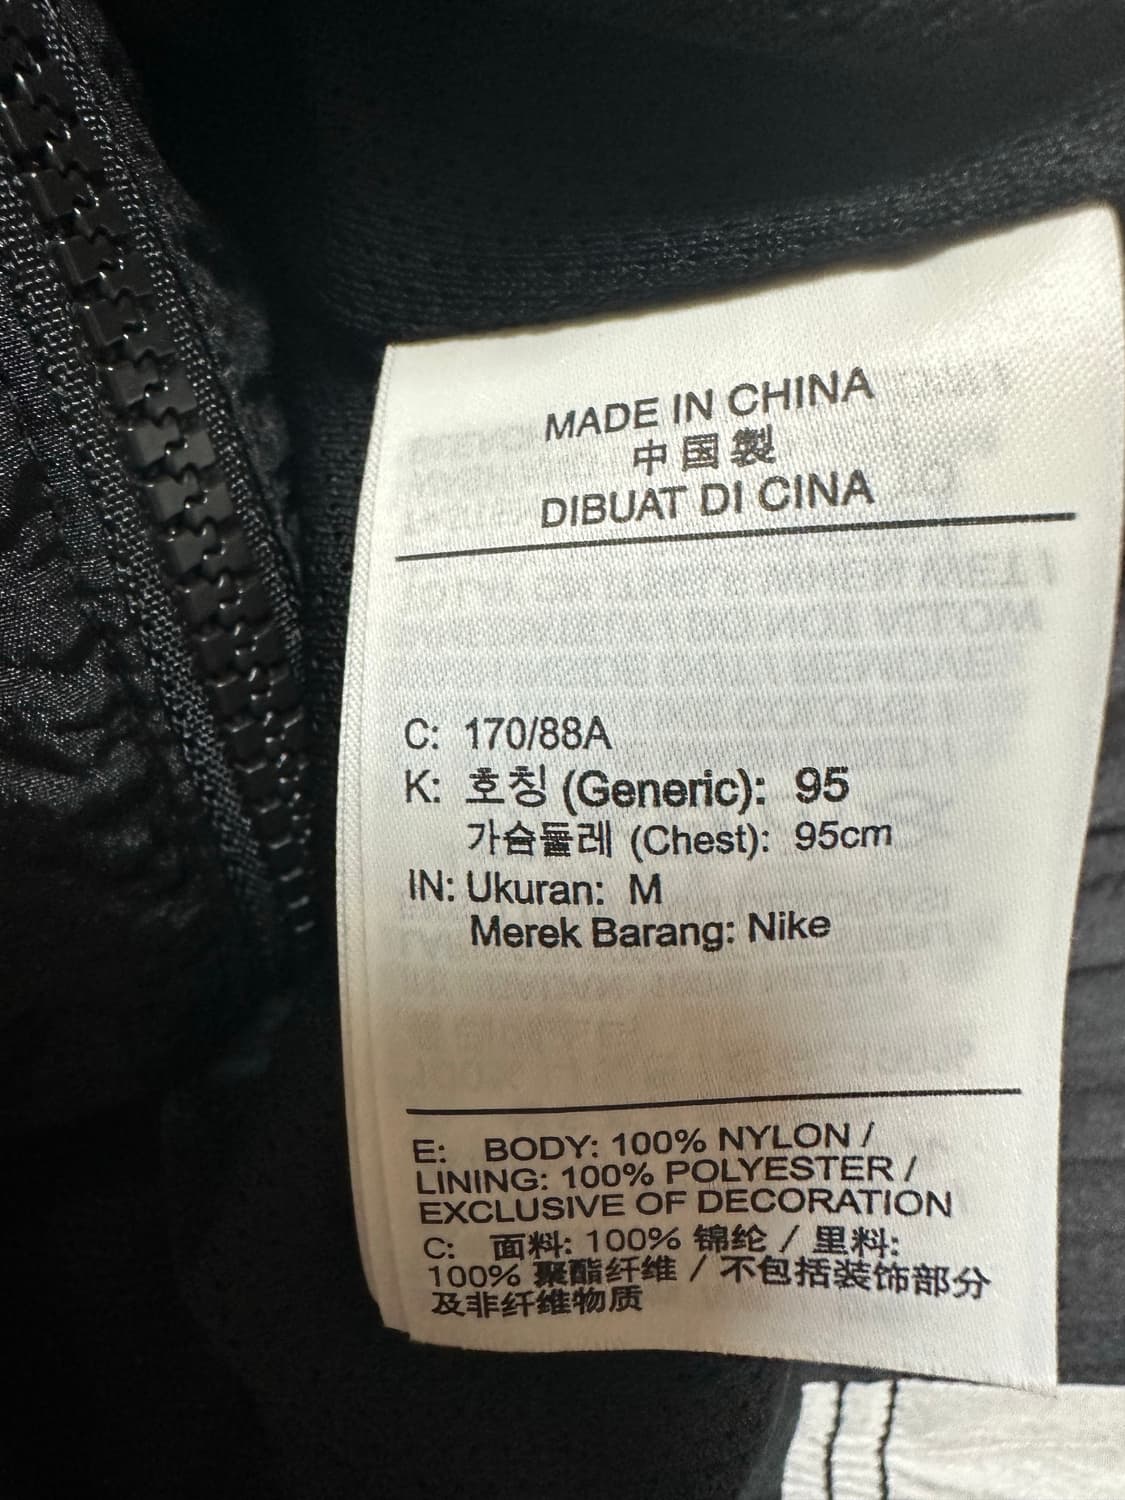 MADE IN CHINA
中国製
DIBUAT DI CINA
C: 170/88A
K: 호칭 (Generic): 95
가슴둘레 (Chest): 95cm
IN: Ukuran: M
Merek Barang: Nike
E: BODY: 100% NYLON /
LINING: 100% POLYESTER /
EXCLUSIVE OF DECORATION
C: 面料: 100% 锦纶 / 里料:
100% 聚酯纤维 / 不包括装饰部分
及非纤维物质